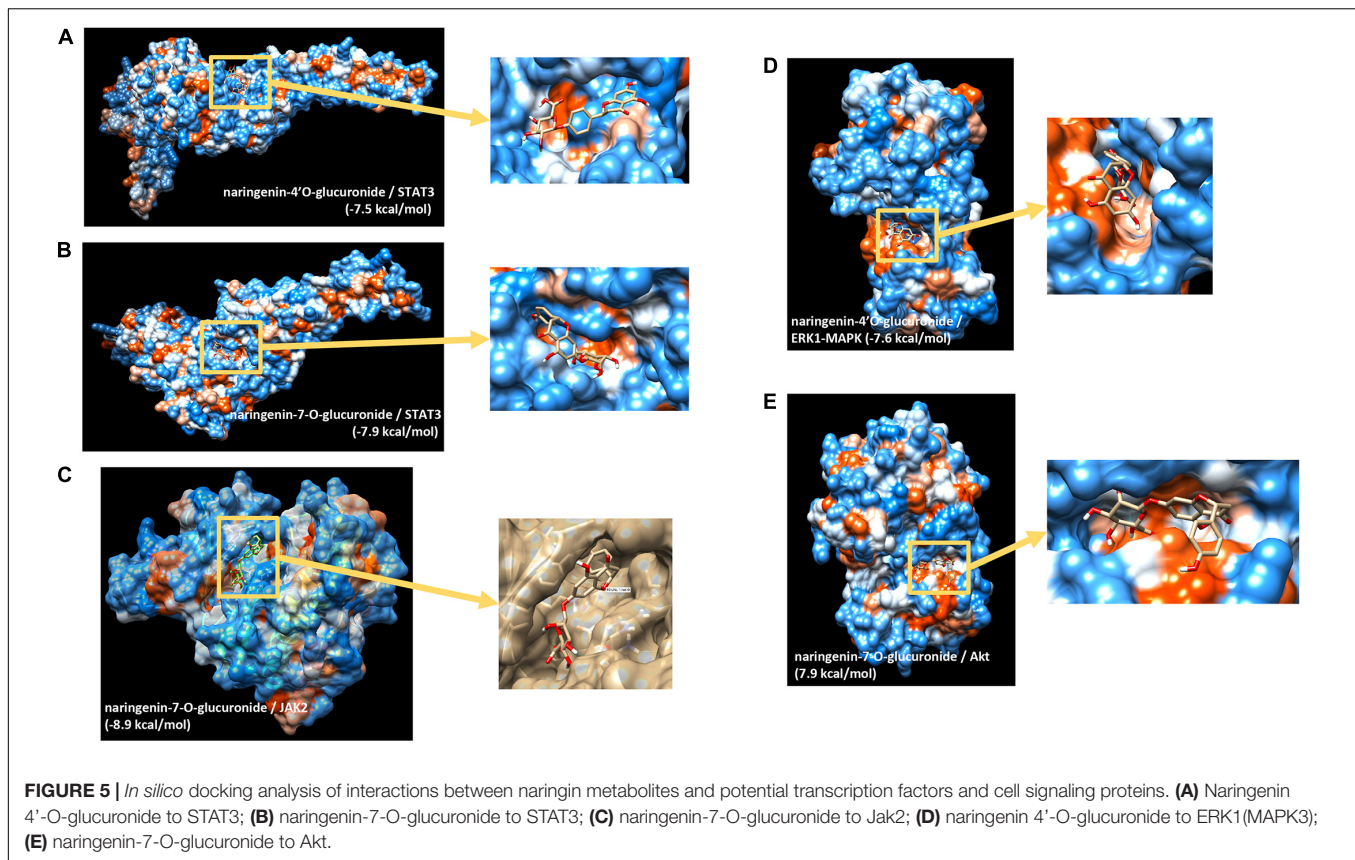 A
naringenin-4'O-glucuronide / STAT3
(-7.5 kcal/mol)
B
naringenin-7-O-glucuronide / STAT3
(-7.9 kcal/mol)
C
naringenin-7-O-glucuronide / JAK2
(-8.9 kcal/mol)
D
naringenin-4'O-glucuronide /
ERK1-MAPK (-7.6 kcal/mol)
E
naringenin-7-O-glucuronide / Akt
(7.9 kcal/mol)
FIGURE 5 | In silico docking analysis of interactions between naringin metabolites and potential transcription factors and cell signaling proteins. (A) Naringenin
4'-O-glucuronide to STAT3; (B) naringenin-7-O-glucuronide to STAT3; (C) naringenin-7-O-glucuronide to Jak2; (D) naringenin 4'-O-glucuronide to ERK1(MAPK3);
(E) naringenin-7-O-glucuronide to Akt.